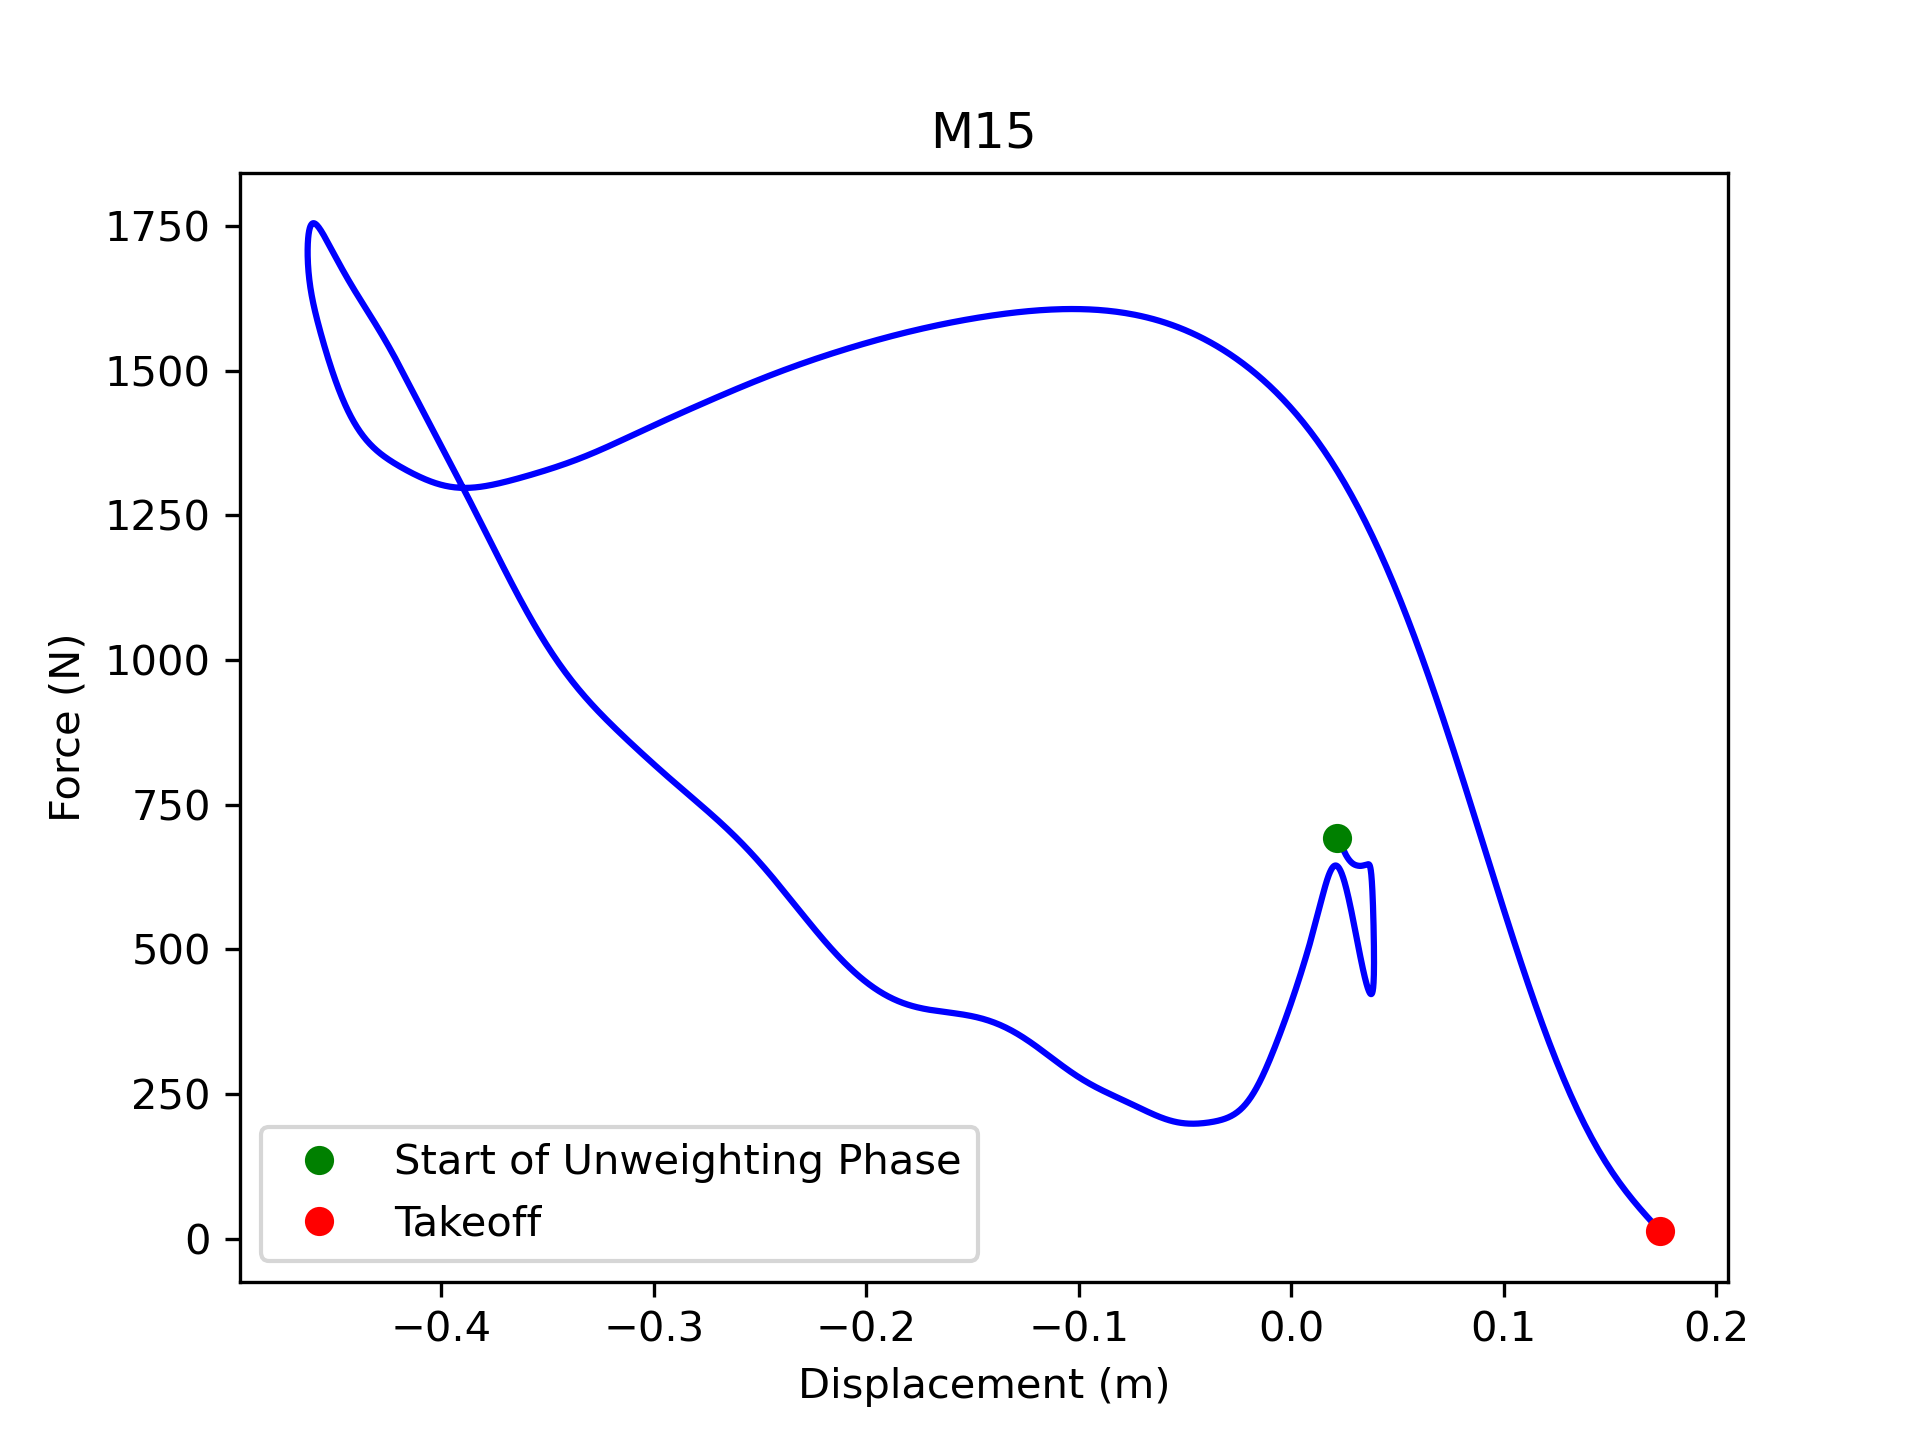 M15
Force (N)
1750
1500
1250
1000
750
500
250
0
−0.4 −0.3 −0.2 −0.1 0.0 0.1 0.2
Displacement (m)
Start of Unweighting Phase
Takeoff